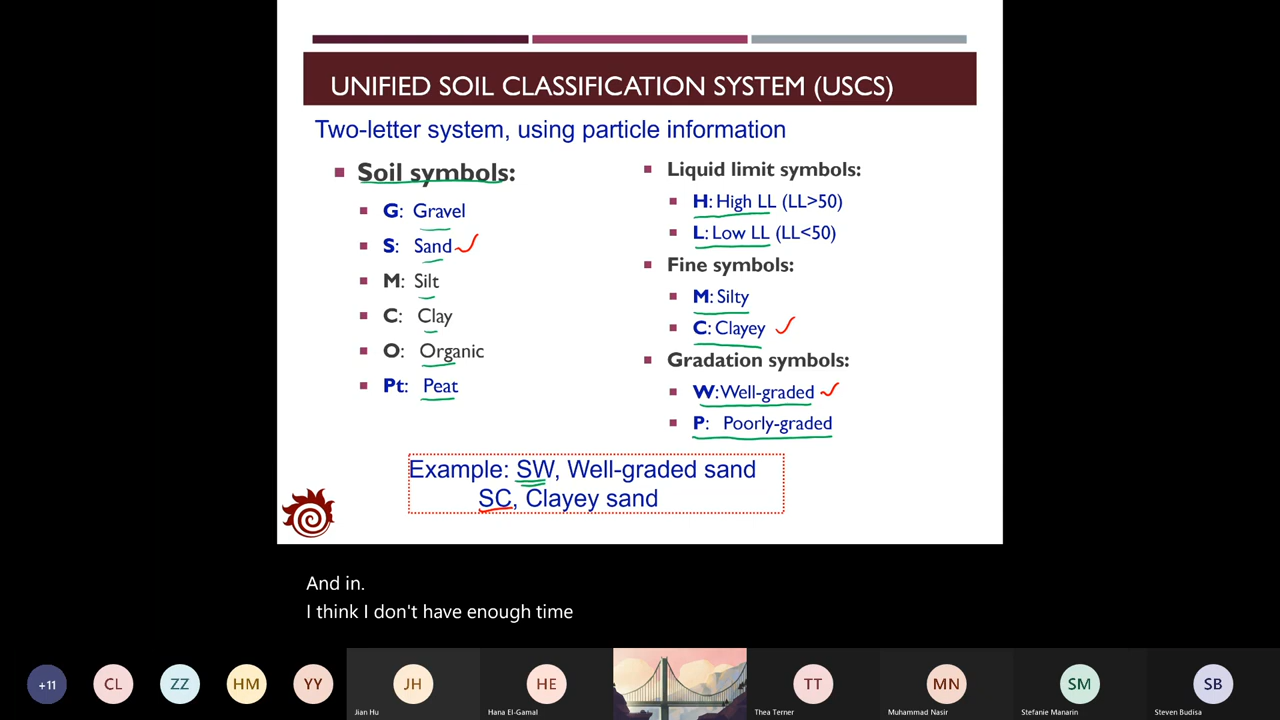 UNIFIED SOIL CLASSIFICATION SYSTEM (USCS)
Two-letter system, using particle information
Soil symbols:
G: Gravel
S: Sand
M: Silt
C: Clay
O: Organic
Pt: Peat
Liquid limit symbols:
H: High LL (LL>50)
L: Low LL (LL<50)
Fine symbols:
M: Silty
C: Clayey
Gradation symbols:
W: Well-graded
P: Poorly-graded
Example: SW, Well-graded sand
SC, Clayey sand
And in.
I think I don't have enough time
+11
CL
ZZ
HM
YY
JH
Jian Hu
HE
Hana El-Gamal
TT
Thea Terner
MN
Muhammad Nasir
SM
Stefanie Manarin
SB
Steven Budisa